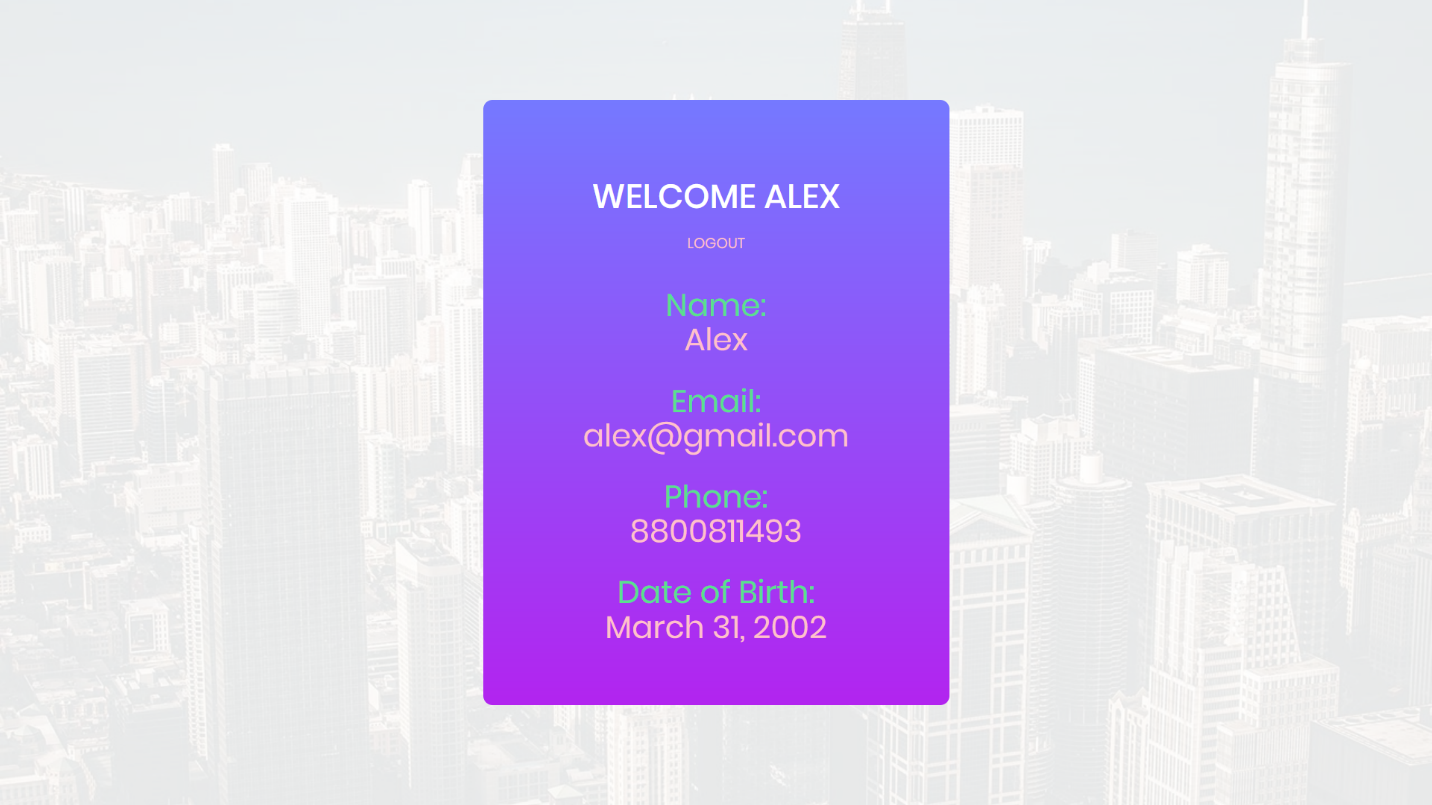 WELCOME ALEX
LOGOUT
Name:
Alex
Email:
alex@gmail.com
Phone:
8800811493
Date of Birth:
March 31, 2002